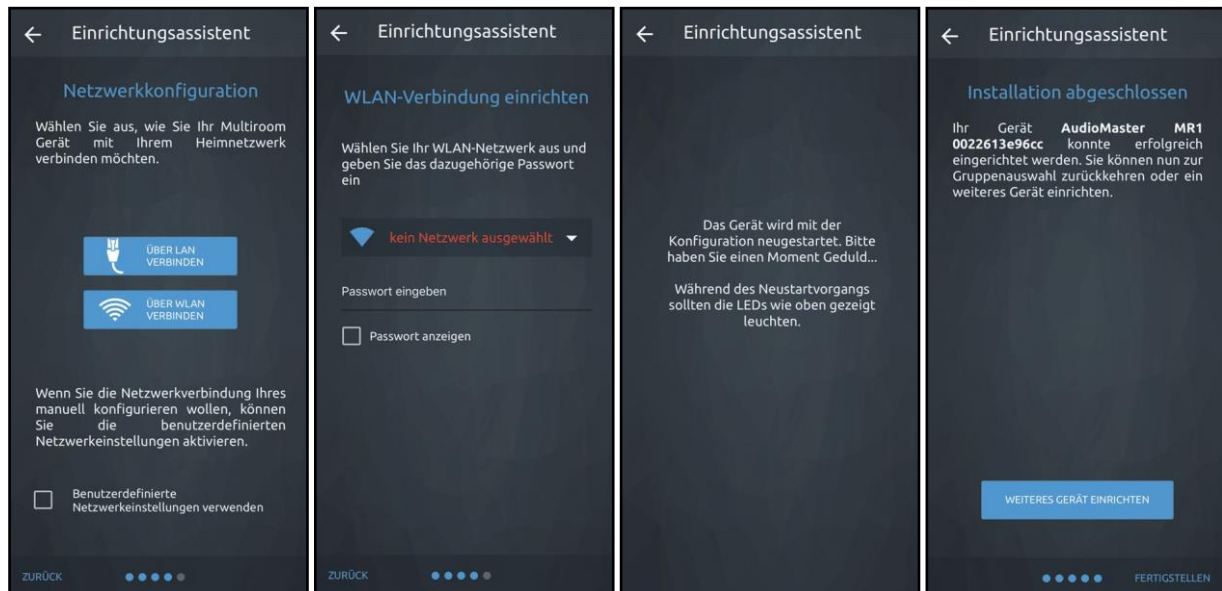 Einrichtungsassistent
Netzwerkkonfiguration
Wählen Sie aus, wie Sie Ihr Multiroom
Gerät mit Ihrem Heimnetzwerk
verbinden möchten.
ÜBER LAN
VERBINDEN
ÜBER WLAN
VERBINDEN
Wenn Sie die Netzwerkverbindung Ihres
manuell konfigurieren wollen, können
Sie die benutzerdefinierten
Netzwerkeinstellungen aktivieren.
Benutzerdefinierte
Netzwerkeinstellungen verwenden
ZURÜCK
Einrichtungsassistent
WLAN-Verbindung einrichten
Wählen Sie Ihr WLAN-Netzwerk aus und
geben Sie das dazugehörige Passwort
ein
kein Netzwerk ausgewählt
Passwort eingeben
Passwort anzeigen
ZURÜCK
Einrichtungsassistent
Das Gerät wird mit der
Konfiguration neugestartet. Bitte
haben Sie einen Moment Geduld...
Während des Neustartvorgangs
sollten die LEDs wie oben gezeigt
leuchten.
Einrichtungsassistent
Installation abgeschlossen
Ihr Gerät AudioMaster MR1
0022613e96cc konnte erfolgreich
eingerichtet werden. Sie können nun zur
Gruppenauswahl zurückkehren oder ein
weiteres Gerät einrichten.
WEITERES GERÄT EINRICHTEN
FERTIGSTELLEN